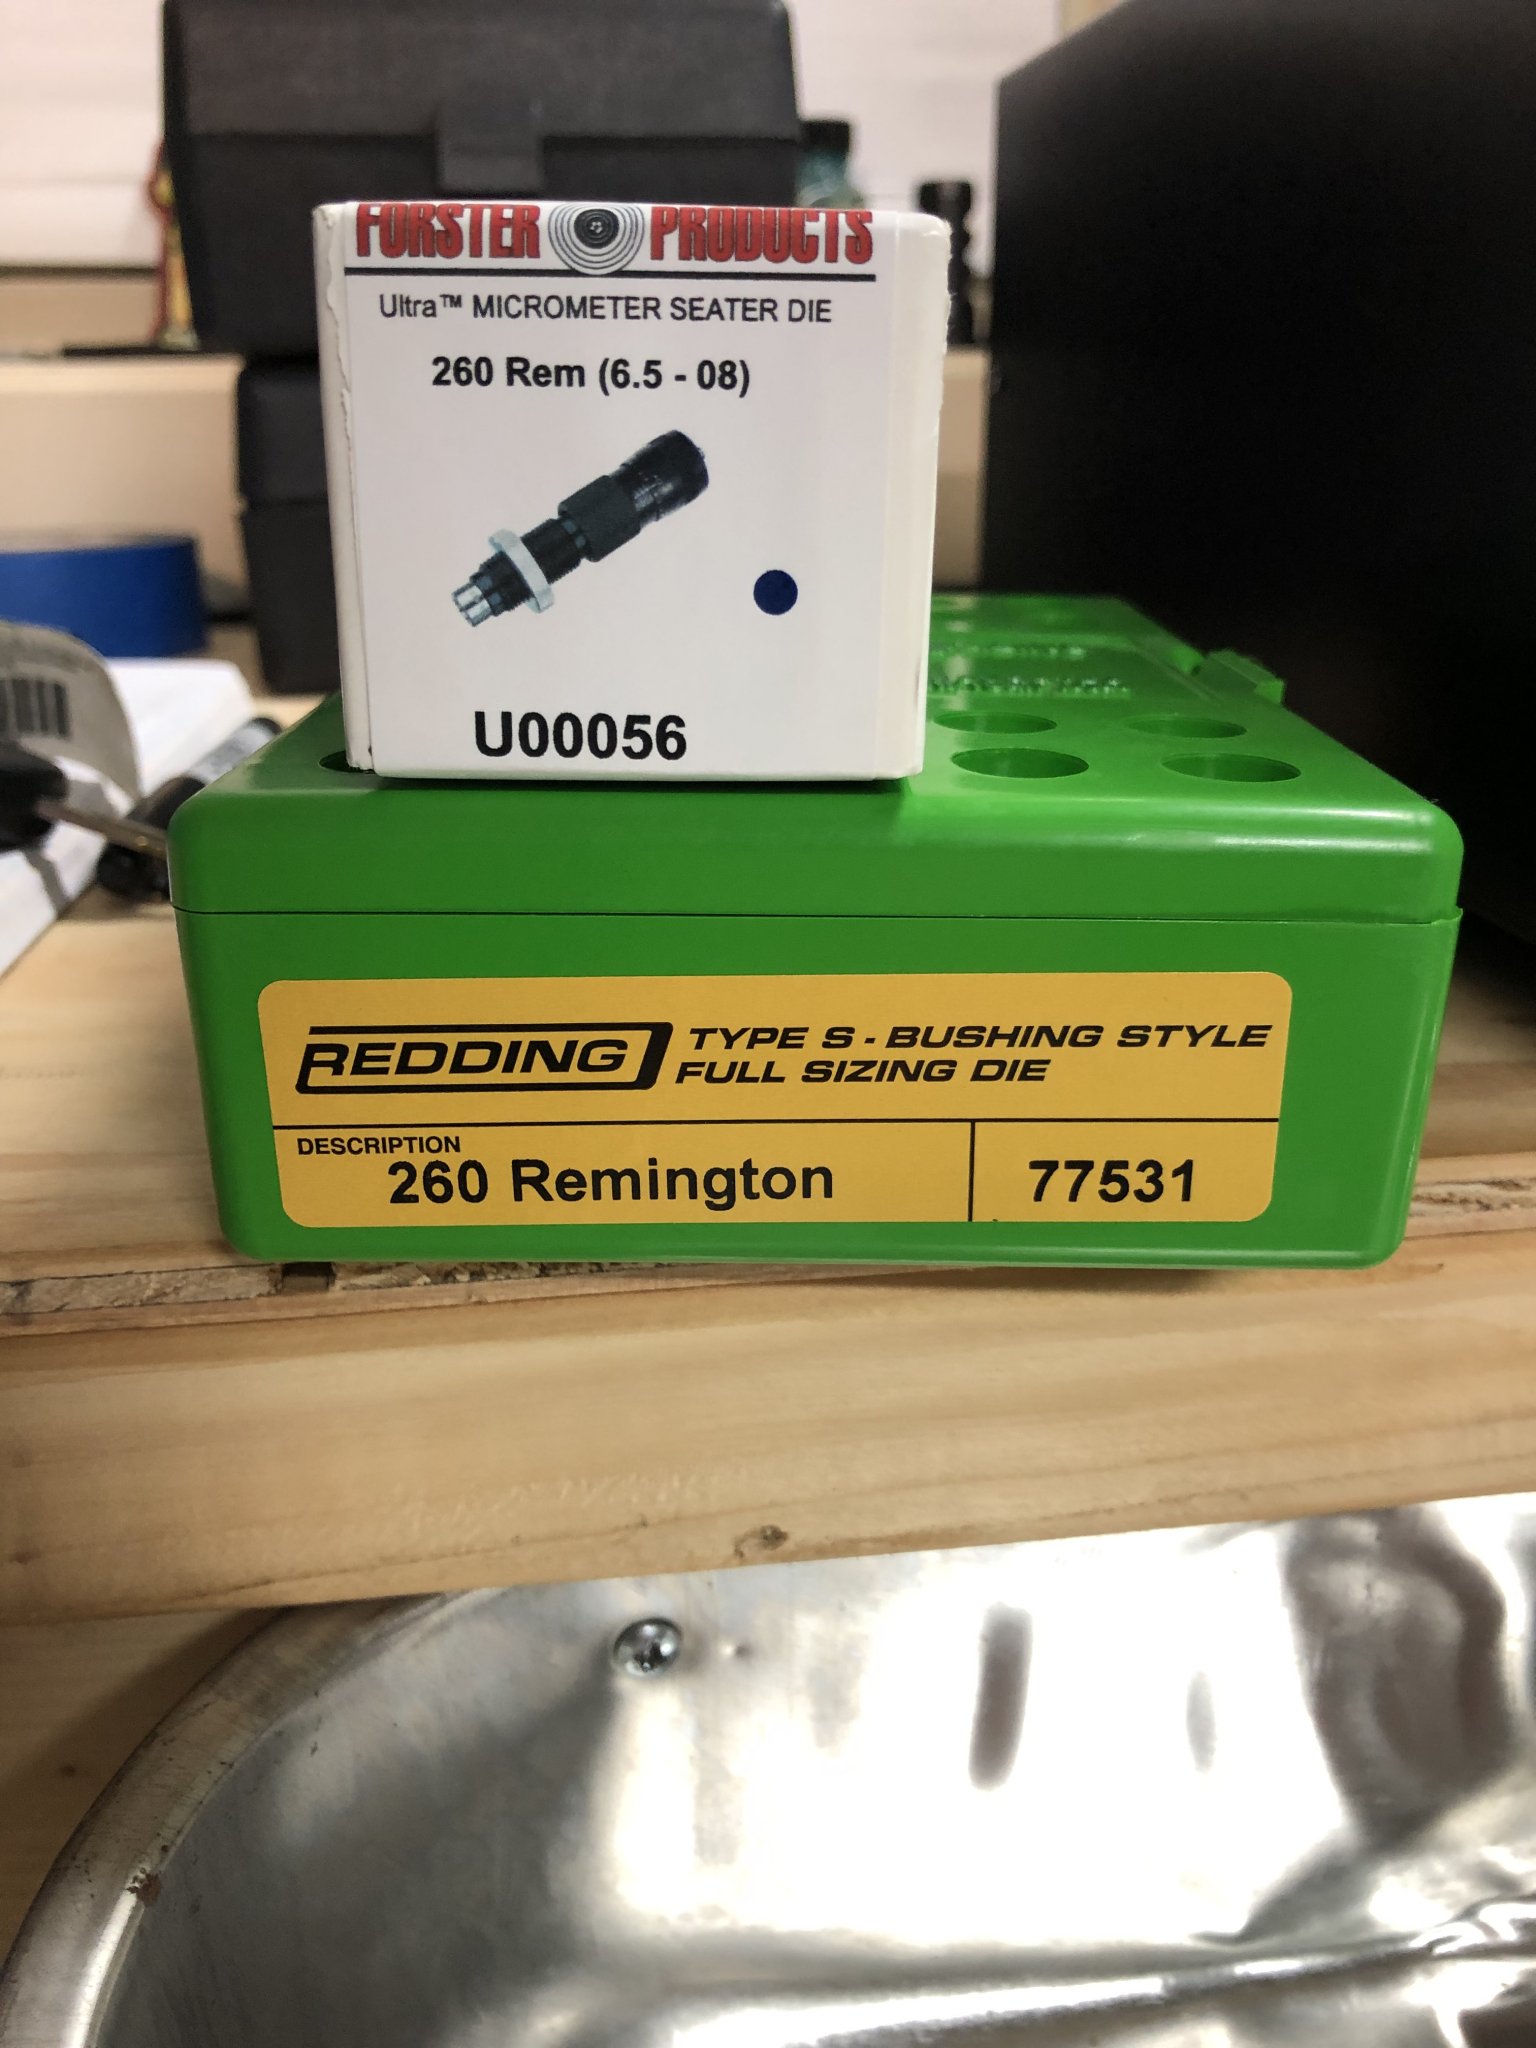 FORSTER PRODUCTS
Ultra™ MICROMETER SEATER DIE
260 Rem (6.5 - 08)
U00056
REDDING TYPE S - BUSHING STYLE
FULL SIZING DIE
DESCRIPTION
260 Remington
77531